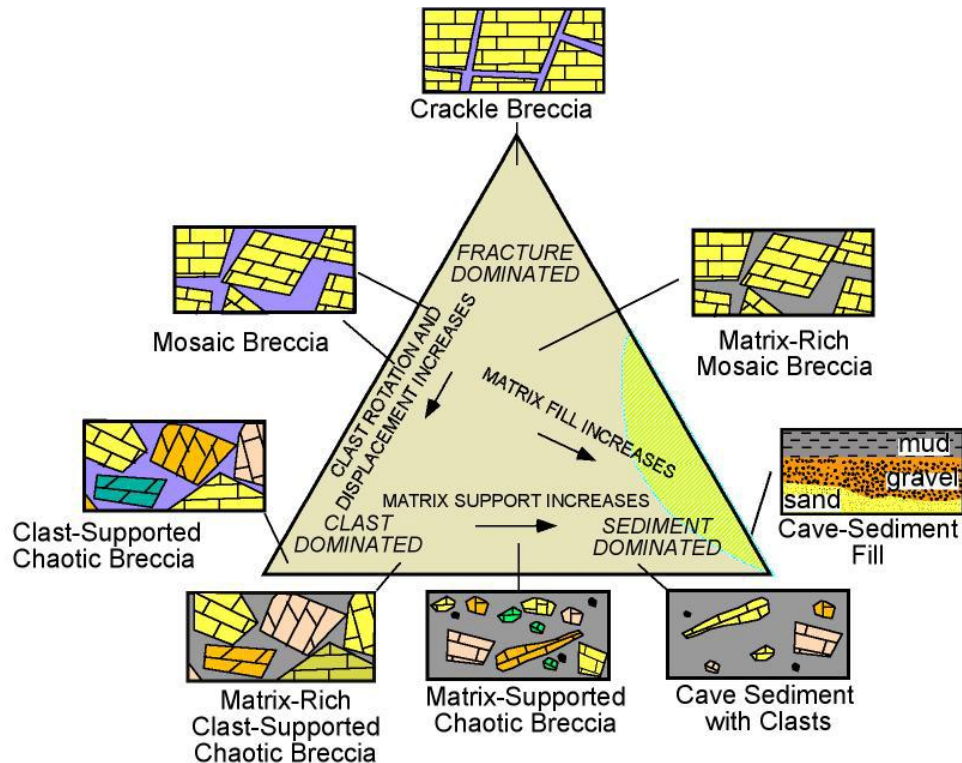 Crackle Breccia
FRACTURE
DOMINATED
Mosaic Breccia
Matrix-Rich
Mosaic Breccia
CLAST ROTATION AND
DISPLACEMENT INCREASES
MATRIX FILL INCREASES
mud
gravel
sand
Cave-Sediment
Fill
Clast-Supported
Chaotic Breccia
MATRIX SUPPORT INCREASES
CLAST
DOMINATED
SEDIMENT
DOMINATED
Matrix-Rich
Clast-Supported
Chaotic Breccia
Matrix-Supported
Chaotic Breccia
Cave Sediment
with Clasts